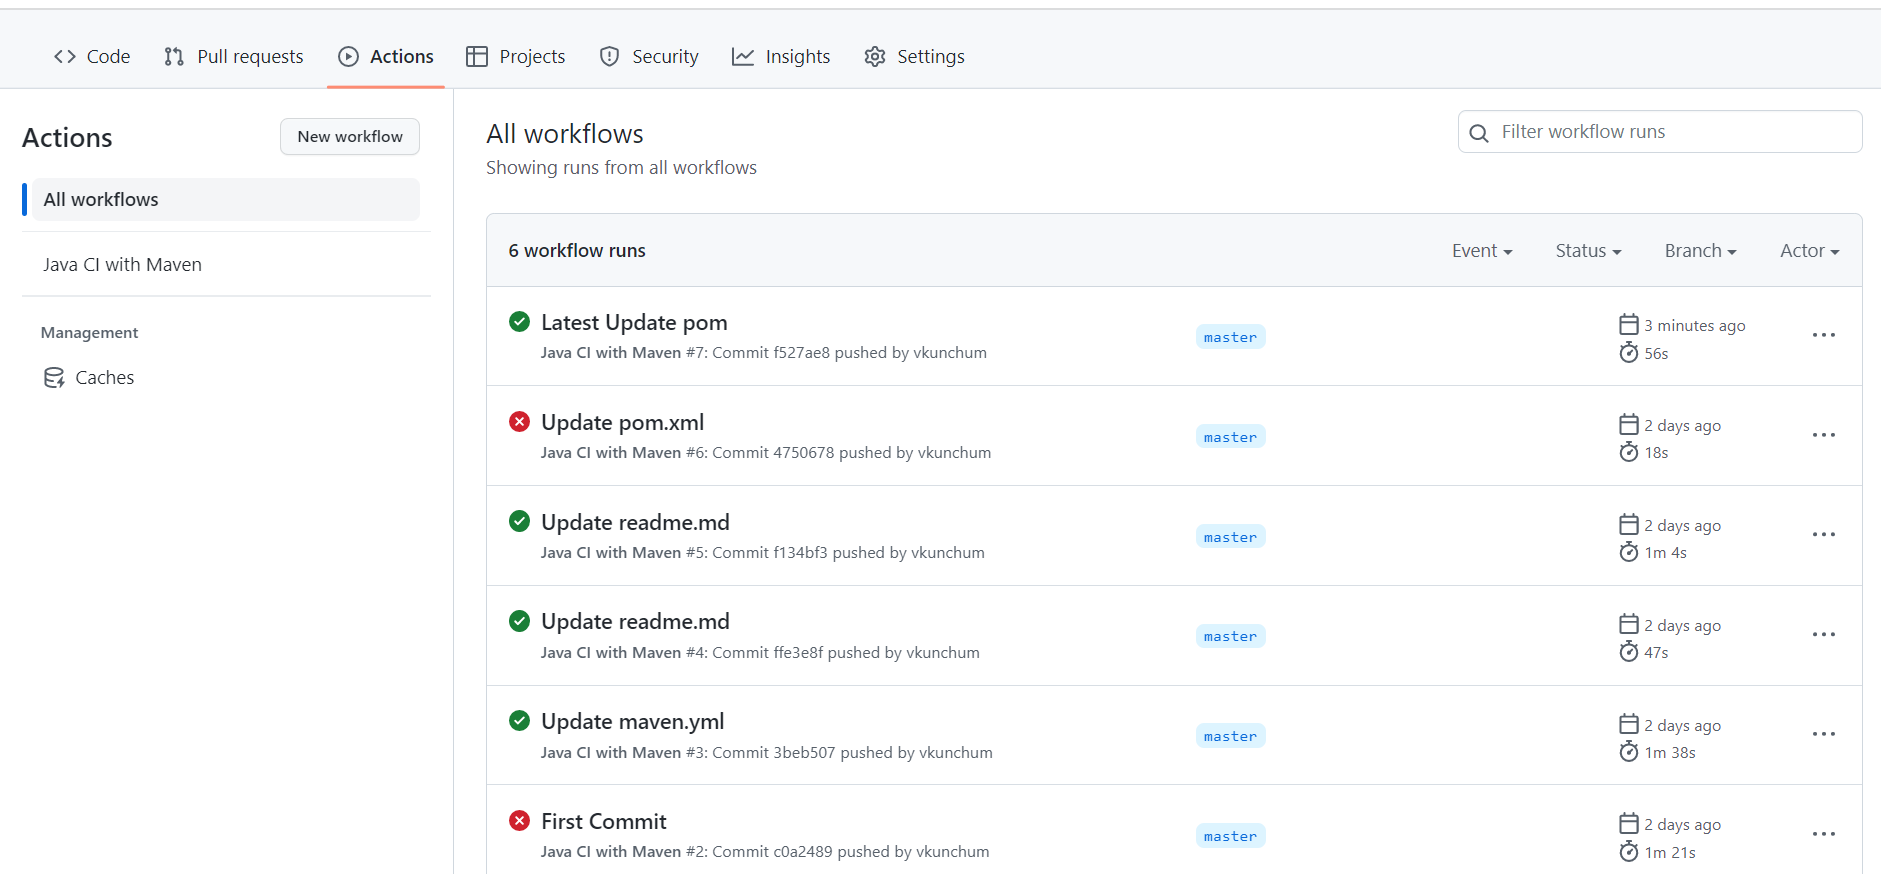 Code Pull requests Actions Projects Security Insights Settings
Actions
New workflow
All workflows
Java CI with Maven
Management
Caches
All workflows
Showing runs from all workflows
Filter workflow runs
6 workflow runs
Event Status Branch Actor
Latest Update pom
Java CI with Maven #7: Commit f527ae8 pushed by vkunchum
master
3 minutes ago
56s
Update pom.xml
Java CI with Maven #6: Commit 4750678 pushed by vkunchum
master
2 days ago
18s
Update readme.md
Java CI with Maven #5: Commit f134bf3 pushed by vkunchum
master
2 days ago
1m 4s
Update readme.md
Java CI with Maven #4: Commit ffe3e8f pushed by vkunchum
master
2 days ago
47s
Update maven.yml
Java CI with Maven #3: Commit 3beb507 pushed by vkunchum
master
2 days ago
1m 38s
First Commit
Java CI with Maven #2: Commit c0a2489 pushed by vkunchum
master
2 days ago
1m 21s